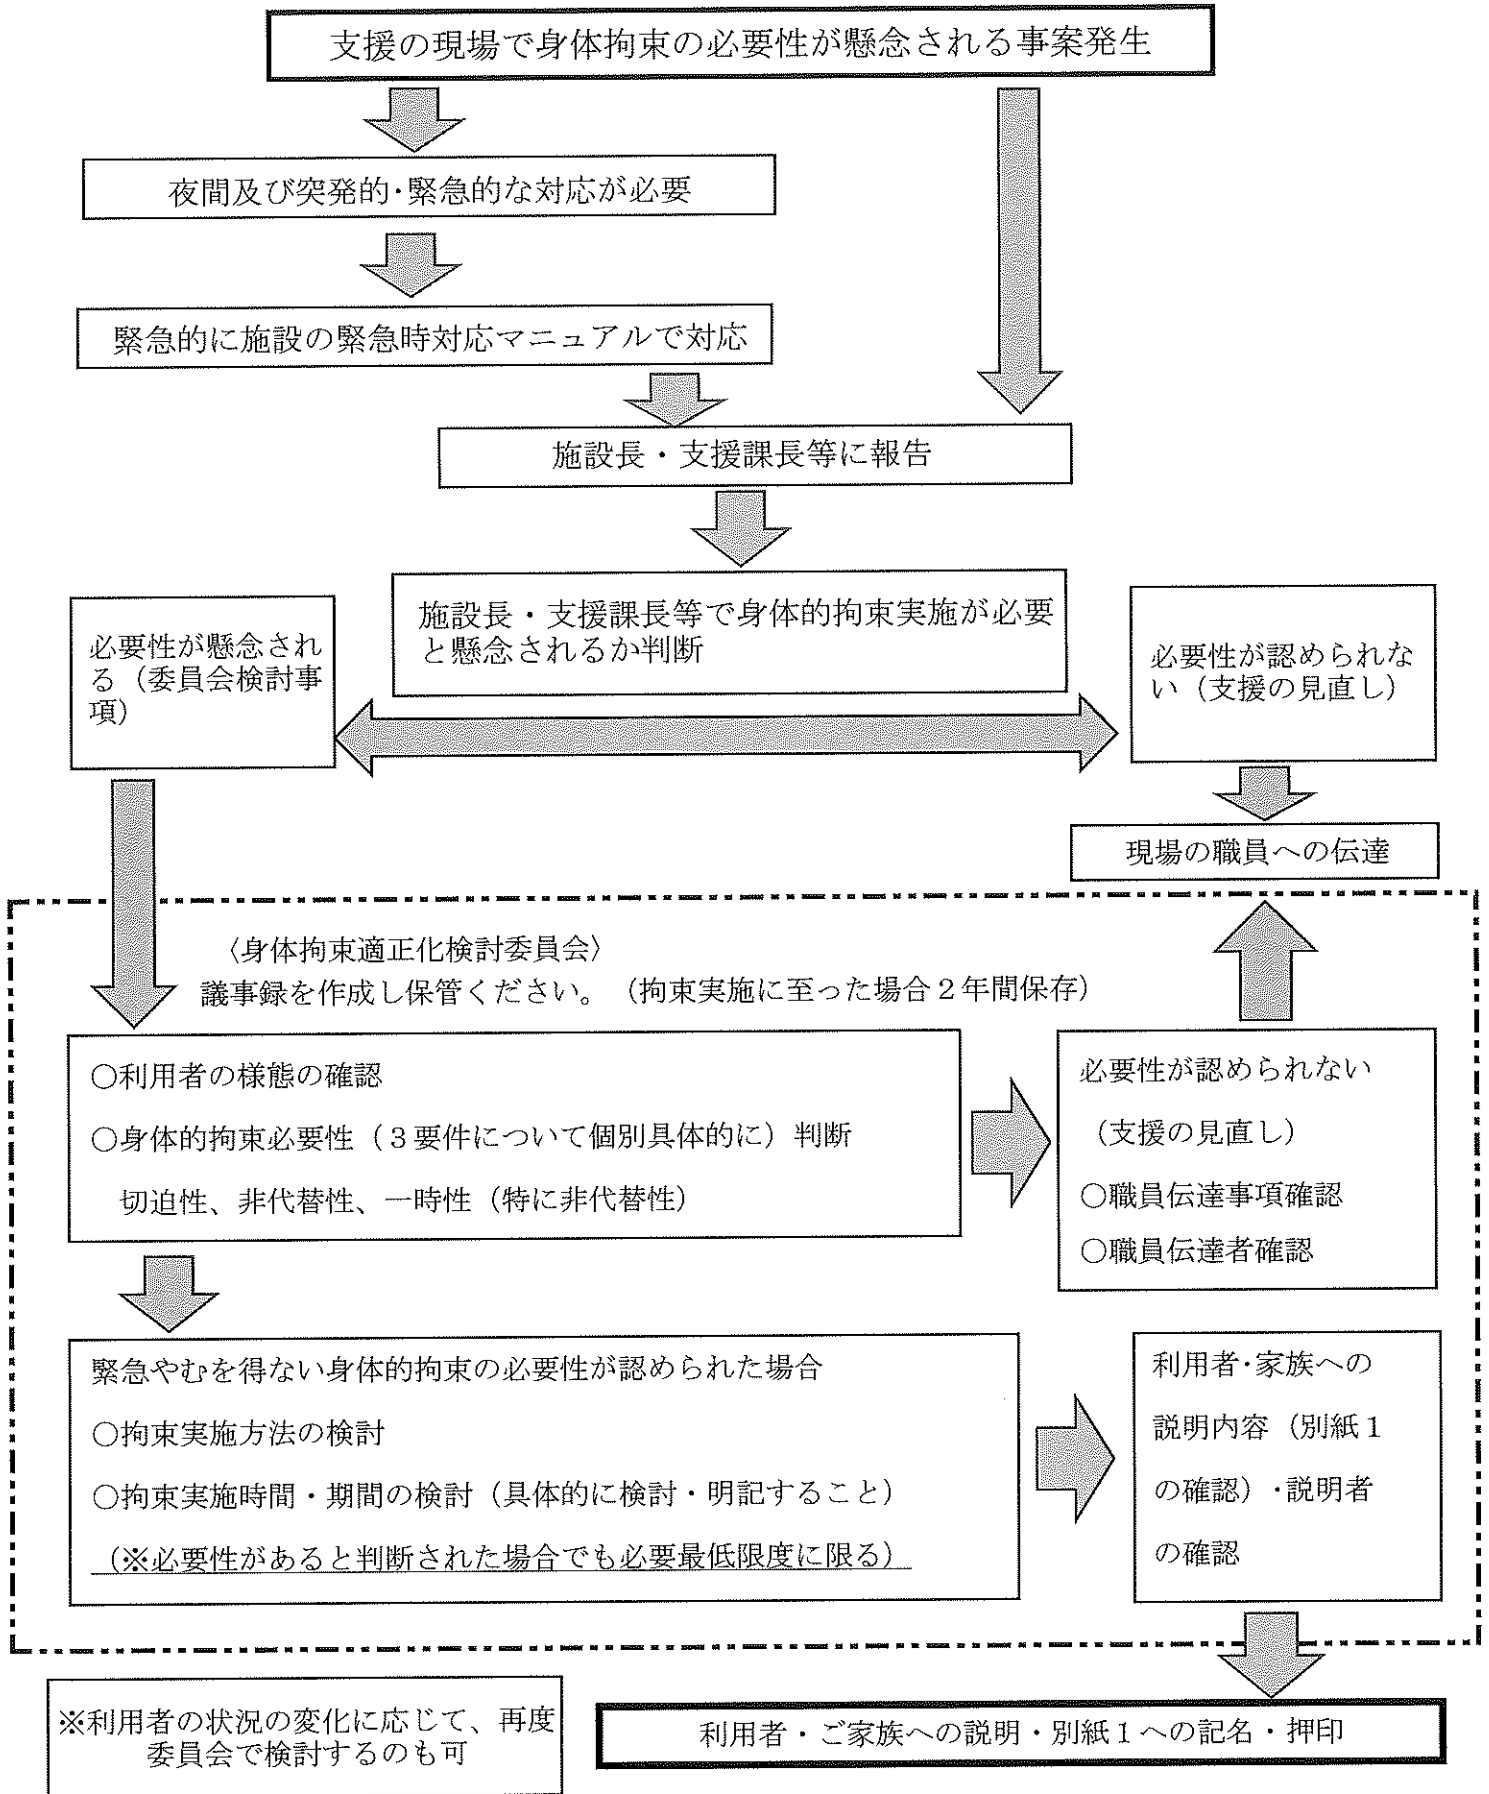 支援の現場で身体拘束の必要性が懸念される事案発生
夜間及び突発的・緊急的な対応が必要
緊急的に施設の緊急時対応マニュアルで対応
施設長・支援課長等に報告
施設長・支援課長等で身体的拘束実施が必要
と懸念されるか判断
必要性が懸念され
る（委員会検討事
項）
必要性が認められな
い（支援の見直し）
現場の職員への伝達
〈身体拘束適正化検討委員会〉
議事録を作成し保管ください。（拘束実施に至った場合２年間保存）
○利用者の様態の確認
○身体的拘束必要性（３要件について個別具体的に）判断
切迫性、非代替性、一時性（特に非代替性）
必要性が認められない
（支援の見直し）
○職員伝達事項確認
○職員伝達者確認
緊急やむを得ない身体的拘束の必要性が認められた場合
○拘束実施方法の検討
○拘束実施時間・期間の検討（具体的に検討・明記すること）
（※必要性があると判断された場合でも必要最低限度に限る）
利用者・家族への
説明内容（別紙１
の確認）・説明者
の確認
※利用者の状況の変化に応じて、再度
委員会で検討するのも可
利用者・ご家族への説明・別紙１への記名・押印